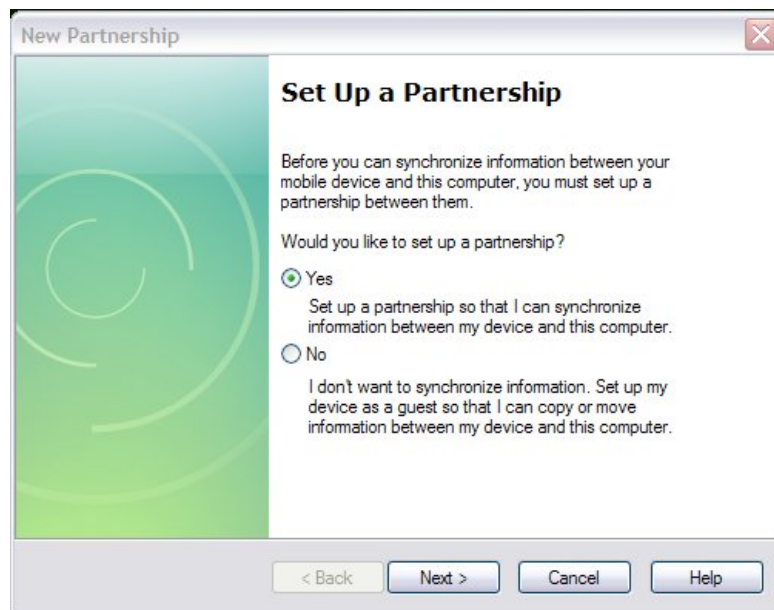 New Partnership
Set Up a Partnership
Before you can synchronize information between your
mobile device and this computer, you must set up a
partnership between them.
Would you like to set up a partnership?
Yes
Set up a partnership so that I can synchronize
information between my device and this computer.
No
I don't want to synchronize information. Set up my
device as a guest so that I can copy or move
information between my device and this computer.
< Back Next > Cancel Help